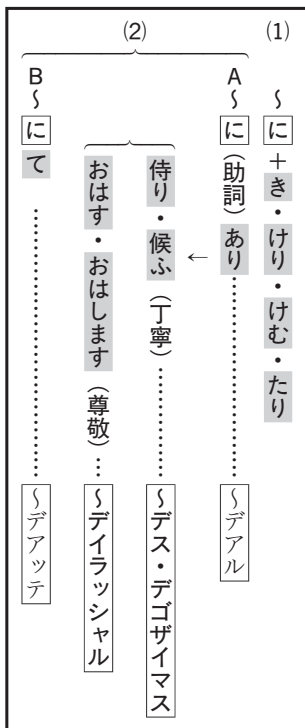 (1) ～に＋き・けり・けむ・たり
(2)
A～に（助詞）あり………～デアル
←
侍り・候ふ（丁寧）………～デス・デゴザイマス
おはす・おはします（尊敬）…～デイラッシャル
B～にて………………～デアッテ